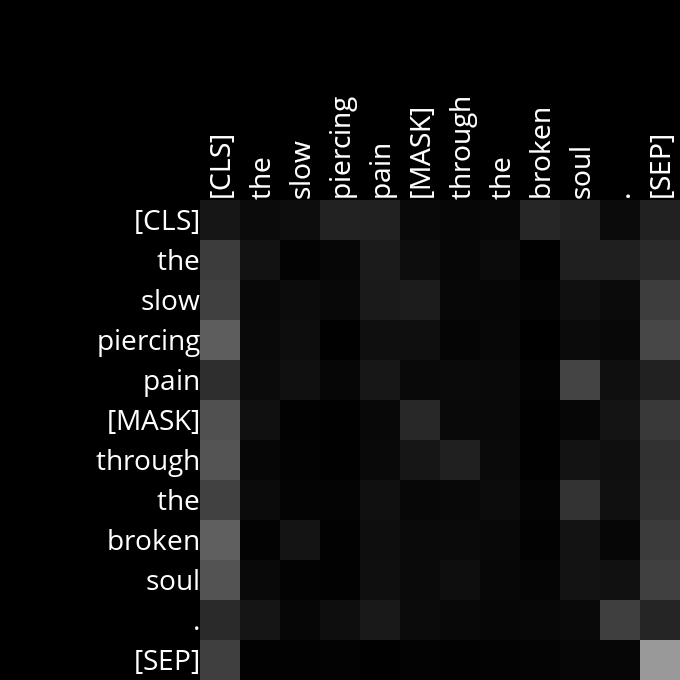 [CLS] the slow piercing pain [MASK] through the broken soul . [SEP]
[CLS]
the
slow
piercing
pain
[MASK]
through
the
broken
soul
.
[SEP]